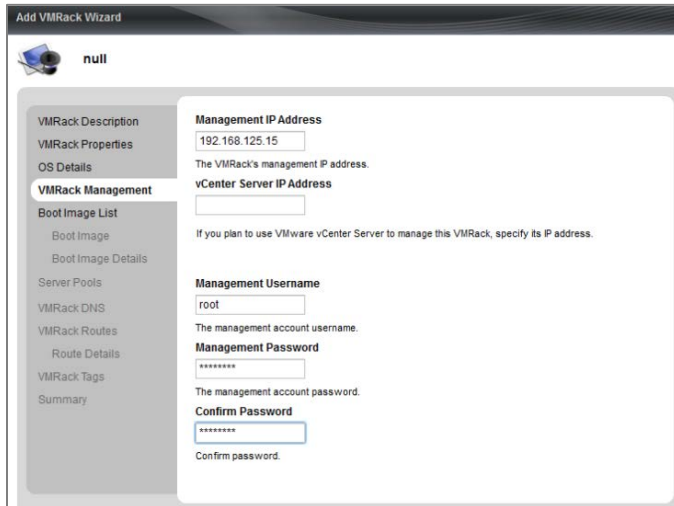 Add VMRack Wizard
null
VMRack Description
VMRack Properties
OS Details
VMRack Management
Boot Image List
Boot Image
Boot Image Details
Server Pools
VMRack DNS
VMRack Routes
Route Details
VMRack Tags
Summary
Management IP Address
192.168.125.15
The VMRack's management IP address.
vCenter Server IP Address
If you plan to use VMware vCenter Server to manage this VMRack, specify its IP address.
Management Username
root
The management account username.
Management Password
********
The management account password.
Confirm Password
********
Confirm password.